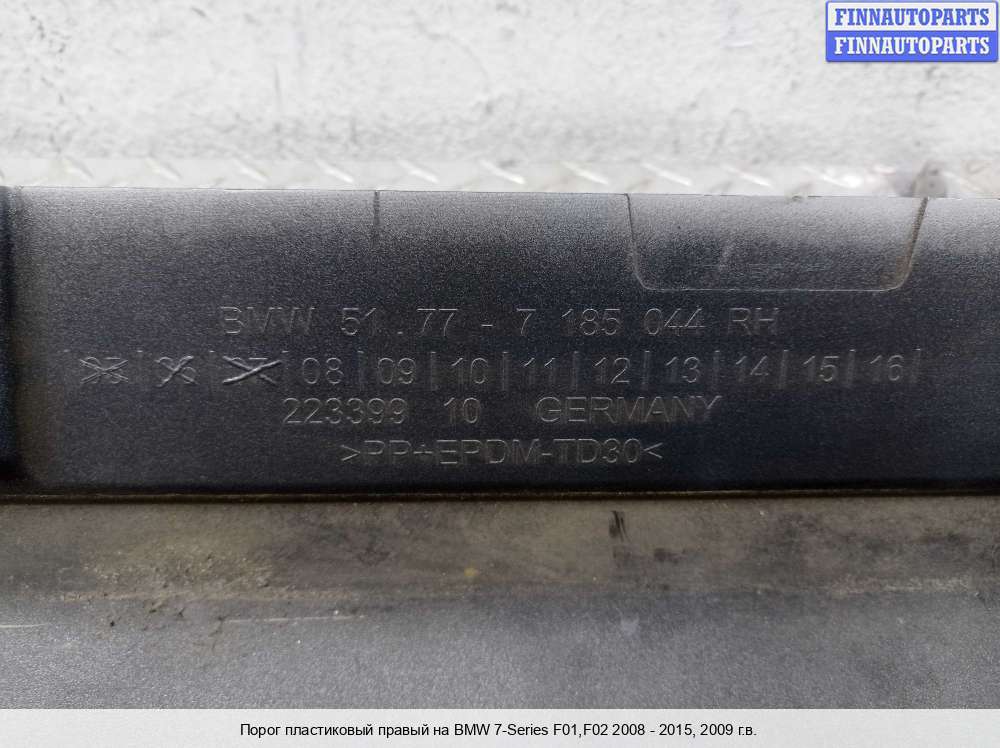 FINNAUTOPARTS
FINNAUTOPARTS
BMW 51.77 - 7 185 044 RH
08 | 09 | 10 | 11 | 12 | 13 | 14 | 15 | 16 |
223399 10 GERMANY
>PP+EPDM-TD30<
Порог пластиковый правый на BMW 7-Series F01,F02 2008 - 2015, 2009 г.в.